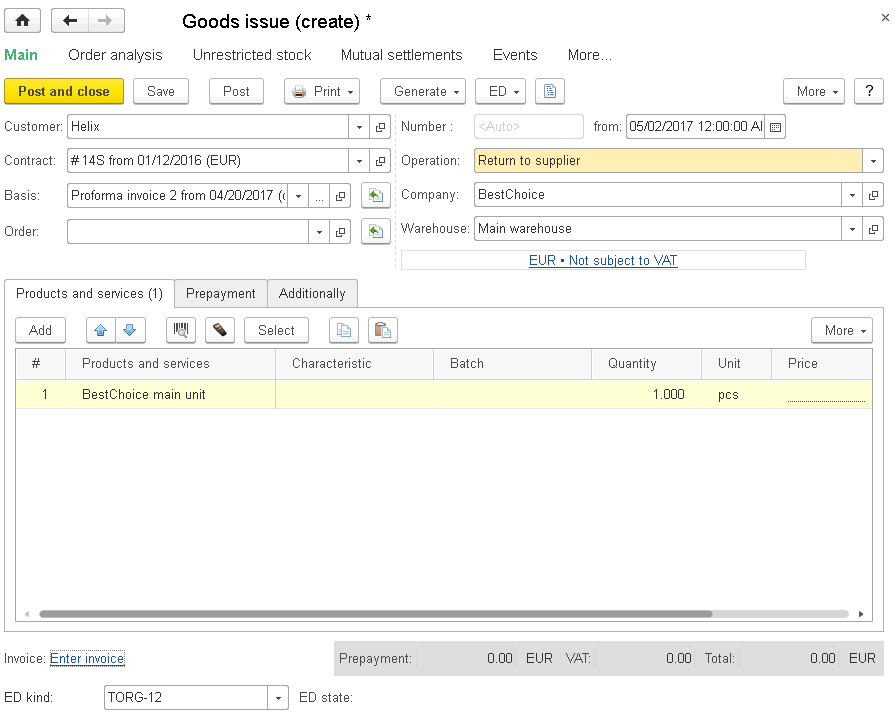 Goods issue (create) *
Main Order analysis Unrestricted stock Mutual settlements Events More...
Post and close Save Post Print Generate ED More ?
Customer: Helix Number : <Auto> from: 05/02/2017 12:00:00 AI
Contract: # 14S from 01/12/2016 (EUR) Operation: Return to supplier
Basis: Proforma invoice 2 from 04/20/2017 (c ... Company: BestChoice
Order: Warehouse: Main warehouse
EUR • Not subject to VAT
Products and services (1) Prepayment Additionally
Add Select More
# Products and services Characteristic Batch Quantity Unit Price
1 BestChoice main unit 1.000 pcs
Invoice: Enter invoice Prepayment: 0.00 EUR VAT: 0.00 Total: 0.00 EUR
ED kind: TORG-12 ED state: